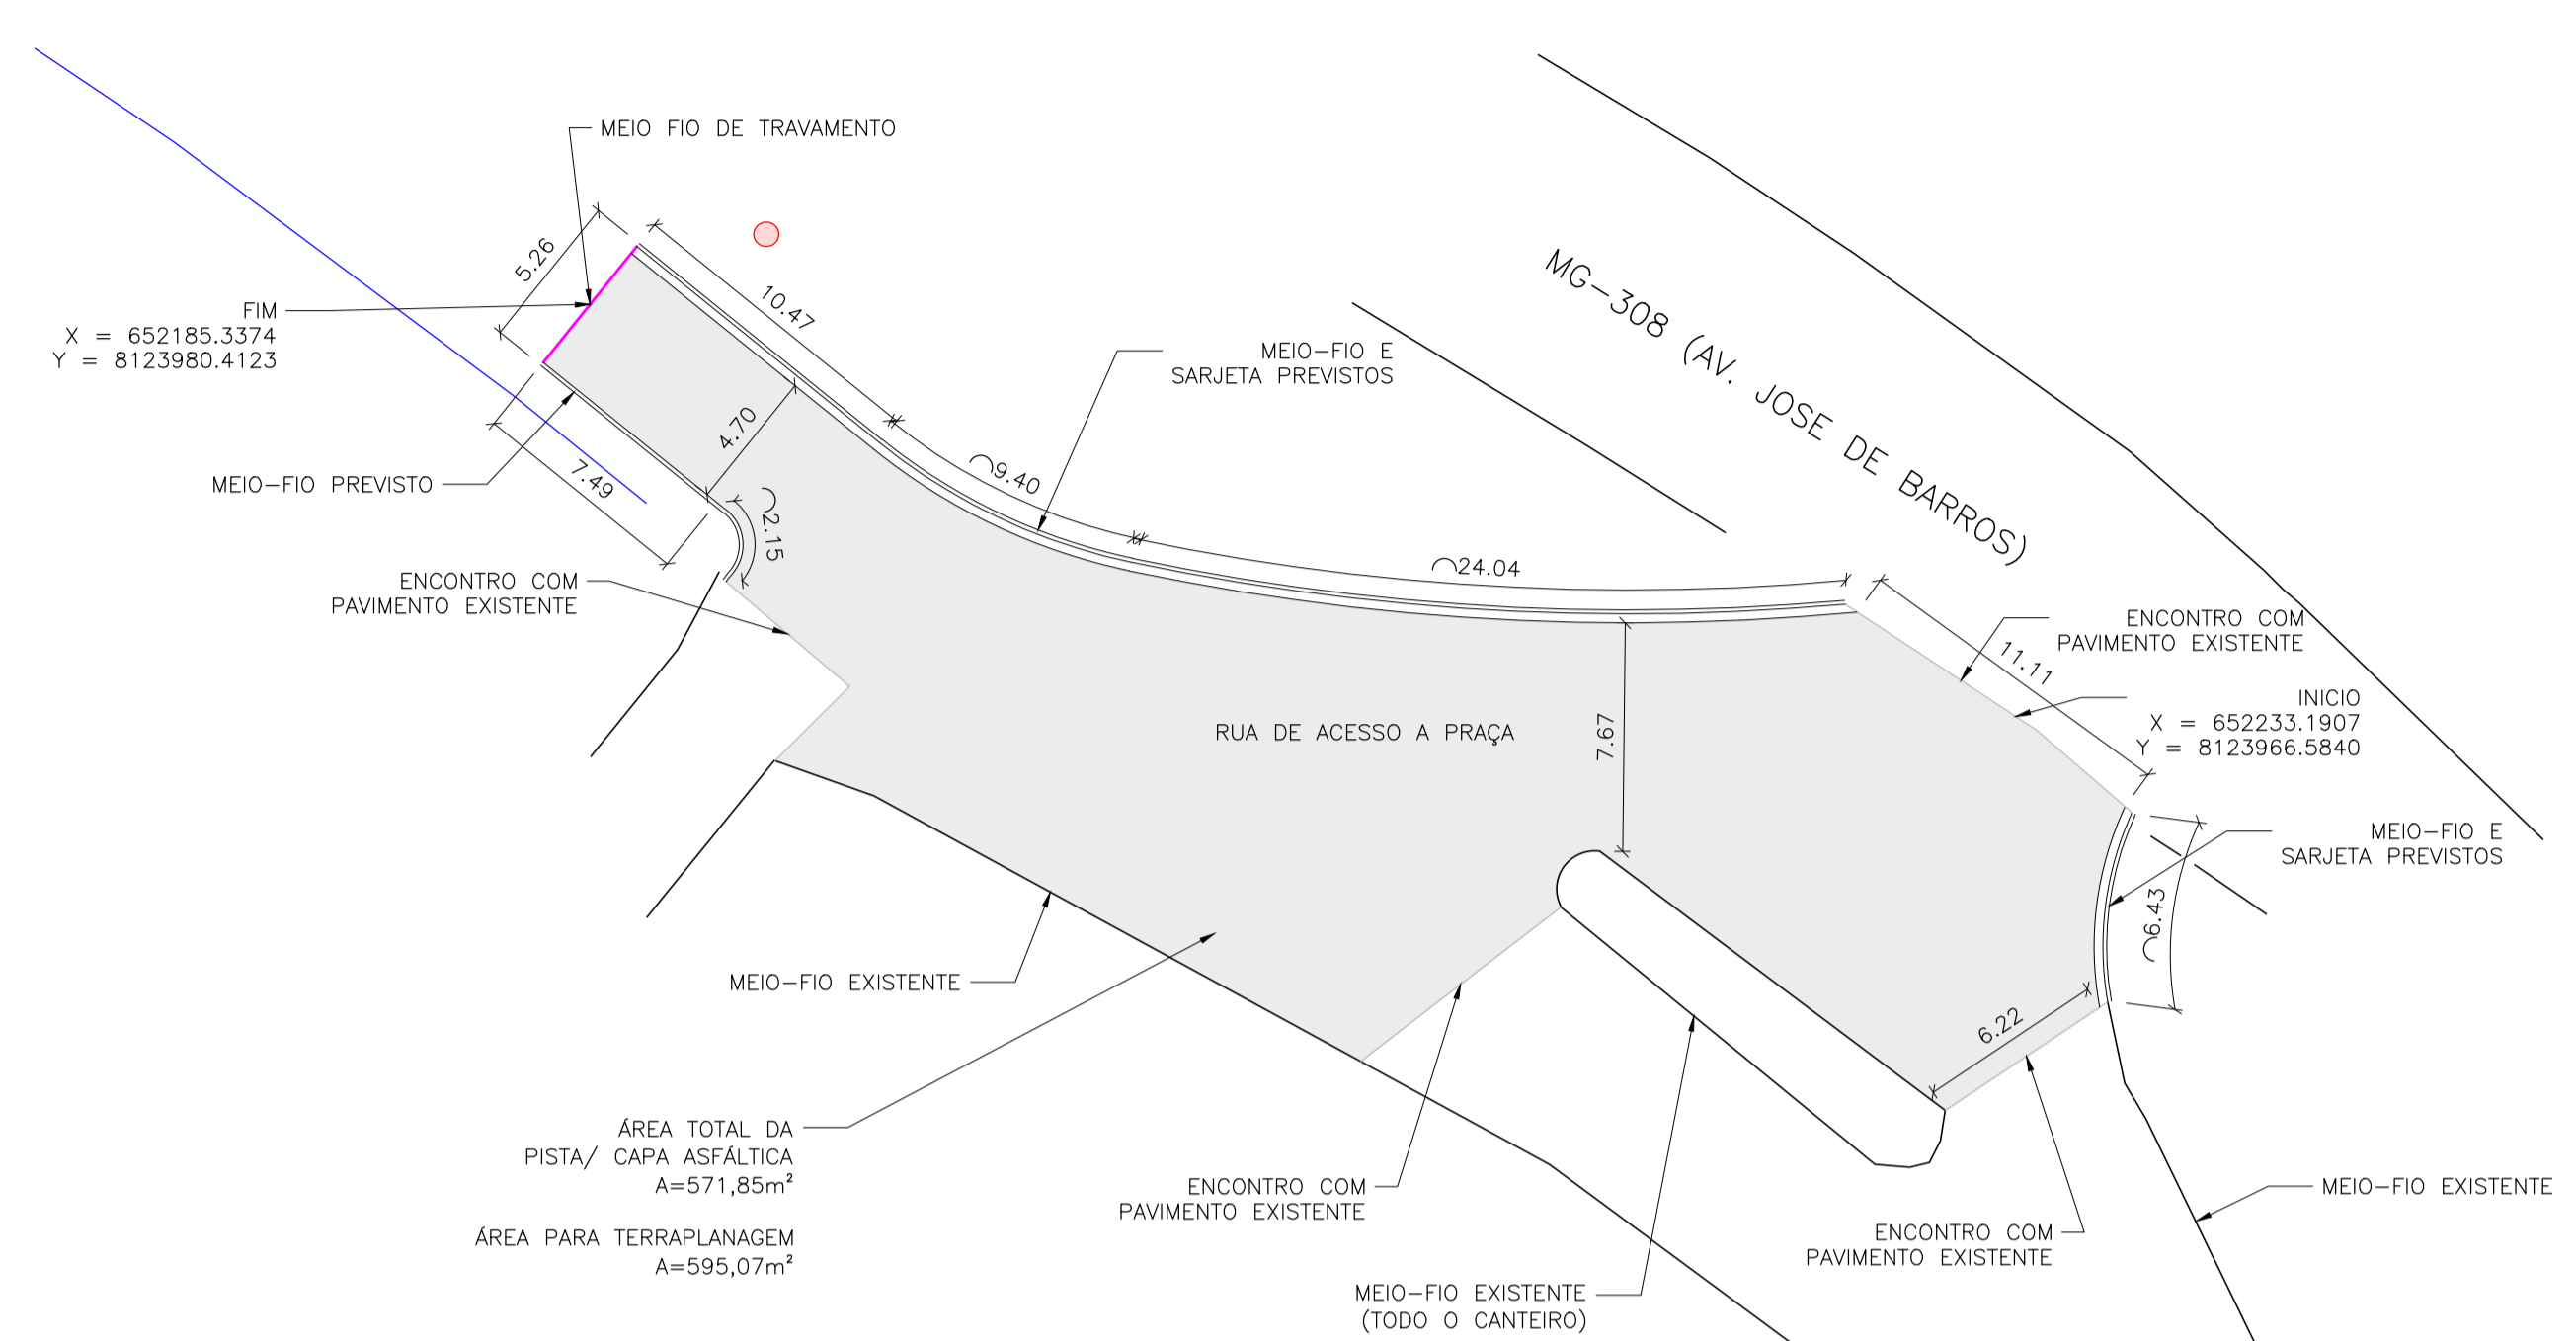 MEIO FIO DE TRAVAMENTO
5.26
10.47
FIM
X = 652185.3374
Y = 8123980.4123
MG-308 (AV. JOSE DE BARROS)
MEIO-FIO E
SARJETA PREVISTOS
4.70
9.40
7.49
MEIO-FIO PREVISTO
2.15
24.04
ENCONTRO COM
PAVIMENTO EXISTENTE
ENCONTRO COM
PAVIMENTO EXISTENTE
11.11
INICIO
X = 652233.1907
Y = 8123966.5840
RUA DE ACESSO A PRAÇA
7.67
MEIO-FIO E
SARJETA PREVISTOS
6.43
MEIO-FIO EXISTENTE
6.22
ÁREA TOTAL DA
PISTA/ CAPA ASFÁLTICA
A=571,85m²
ÁREA PARA TERRAPLANAGEM
A=595,07m²
ENCONTRO COM
PAVIMENTO EXISTENTE
MEIO-FIO EXISTENTE
(TODO O CANTEIRO)
ENCONTRO COM
PAVIMENTO EXISTENTE
MEIO-FIO EXISTENTE